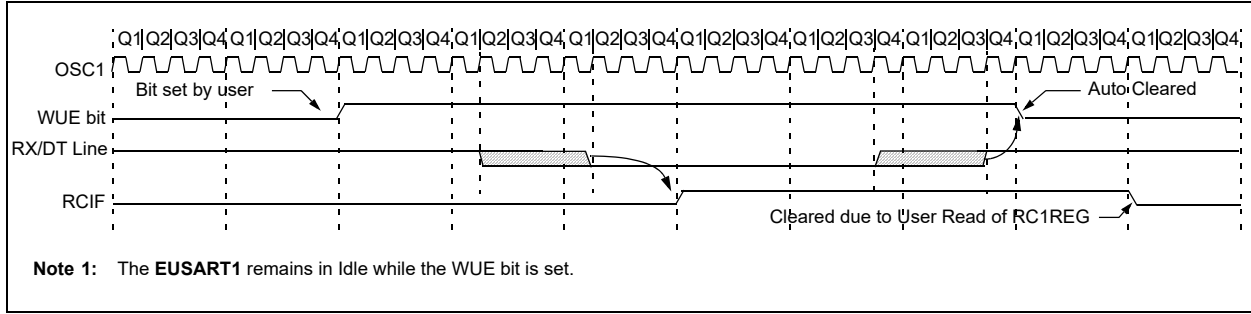 Q1|Q2|Q3|Q4|Q1|Q2|Q3|Q4|Q1|Q2|Q3|Q4|Q1|Q2|Q3|Q4|Q1|Q2|Q3|Q4|Q1|Q2|Q3|Q4|Q1|Q2|Q3|Q4|Q1|Q2|Q3|Q4|Q1|Q2|Q3|Q4|Q1|Q2|Q3|Q4
OSC1
Bit set by user
Auto Cleared
WUE bit
RX/DT Line
RCIF
Cleared due to User Read of RC1REG
Note 1: The EUSART1 remains in Idle while the WUE bit is set.